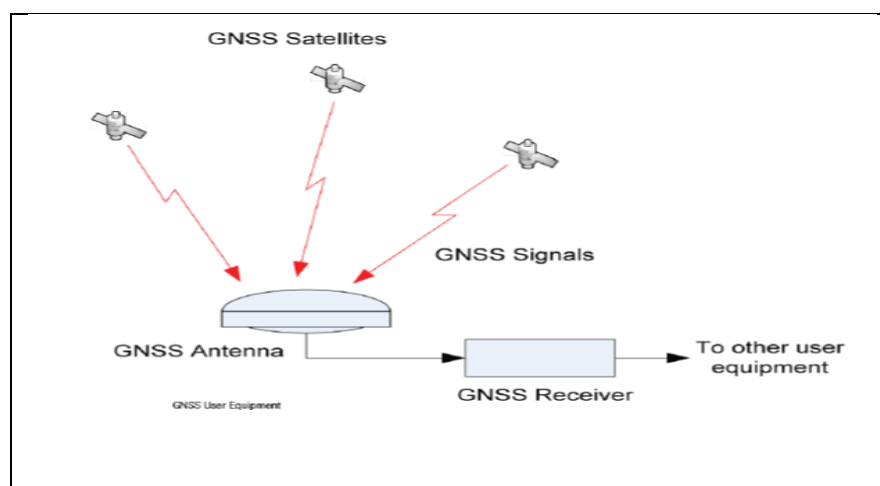 GNSS Satellites
GNSS Signals
GNSS Antenna
To other user
equipment
GNSS Receiver
GNSS User Equipment